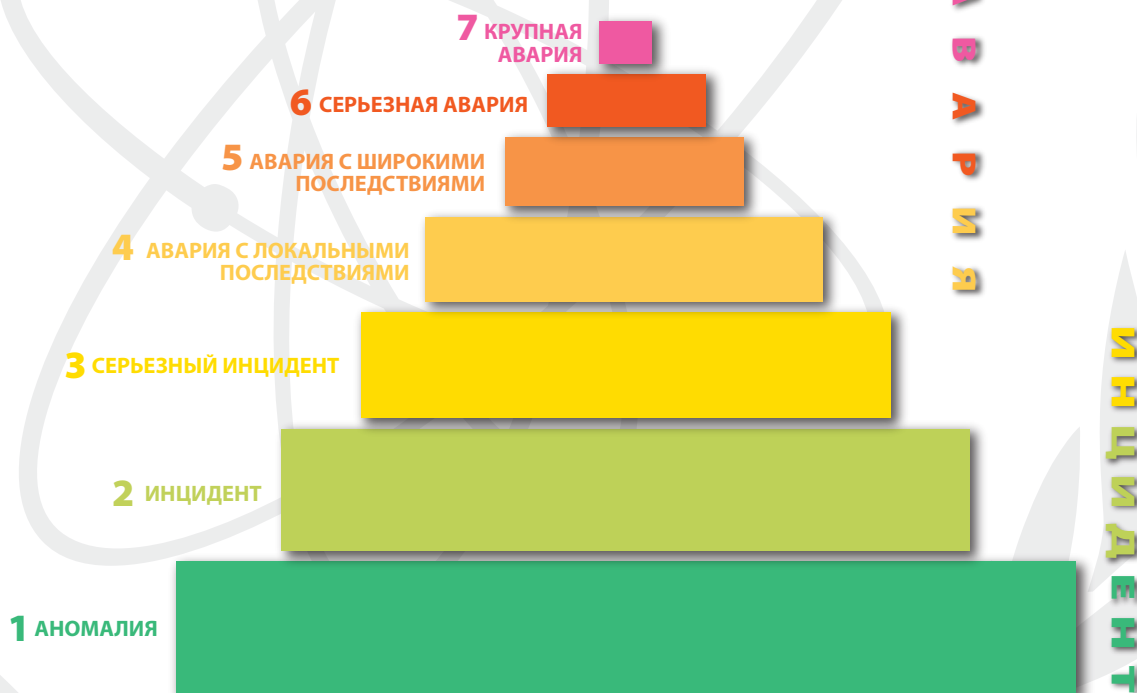 7 КРУПНАЯ
АВАРИЯ
6 СЕРЬЕЗНАЯ АВАРИЯ
5 АВАРИЯ С ШИРОКИМИ
ПОСЛЕДСТВИЯМИ
4 АВАРИЯ С ЛОКАЛЬНЫМИ
ПОСЛЕДСТВИЯМИ
3 СЕРЬЕЗНЫЙ ИНЦИДЕНТ
2 ИНЦИДЕНТ
1 АНОМАЛИЯ
АВАРИЯ
ИНЦИДЕНТ